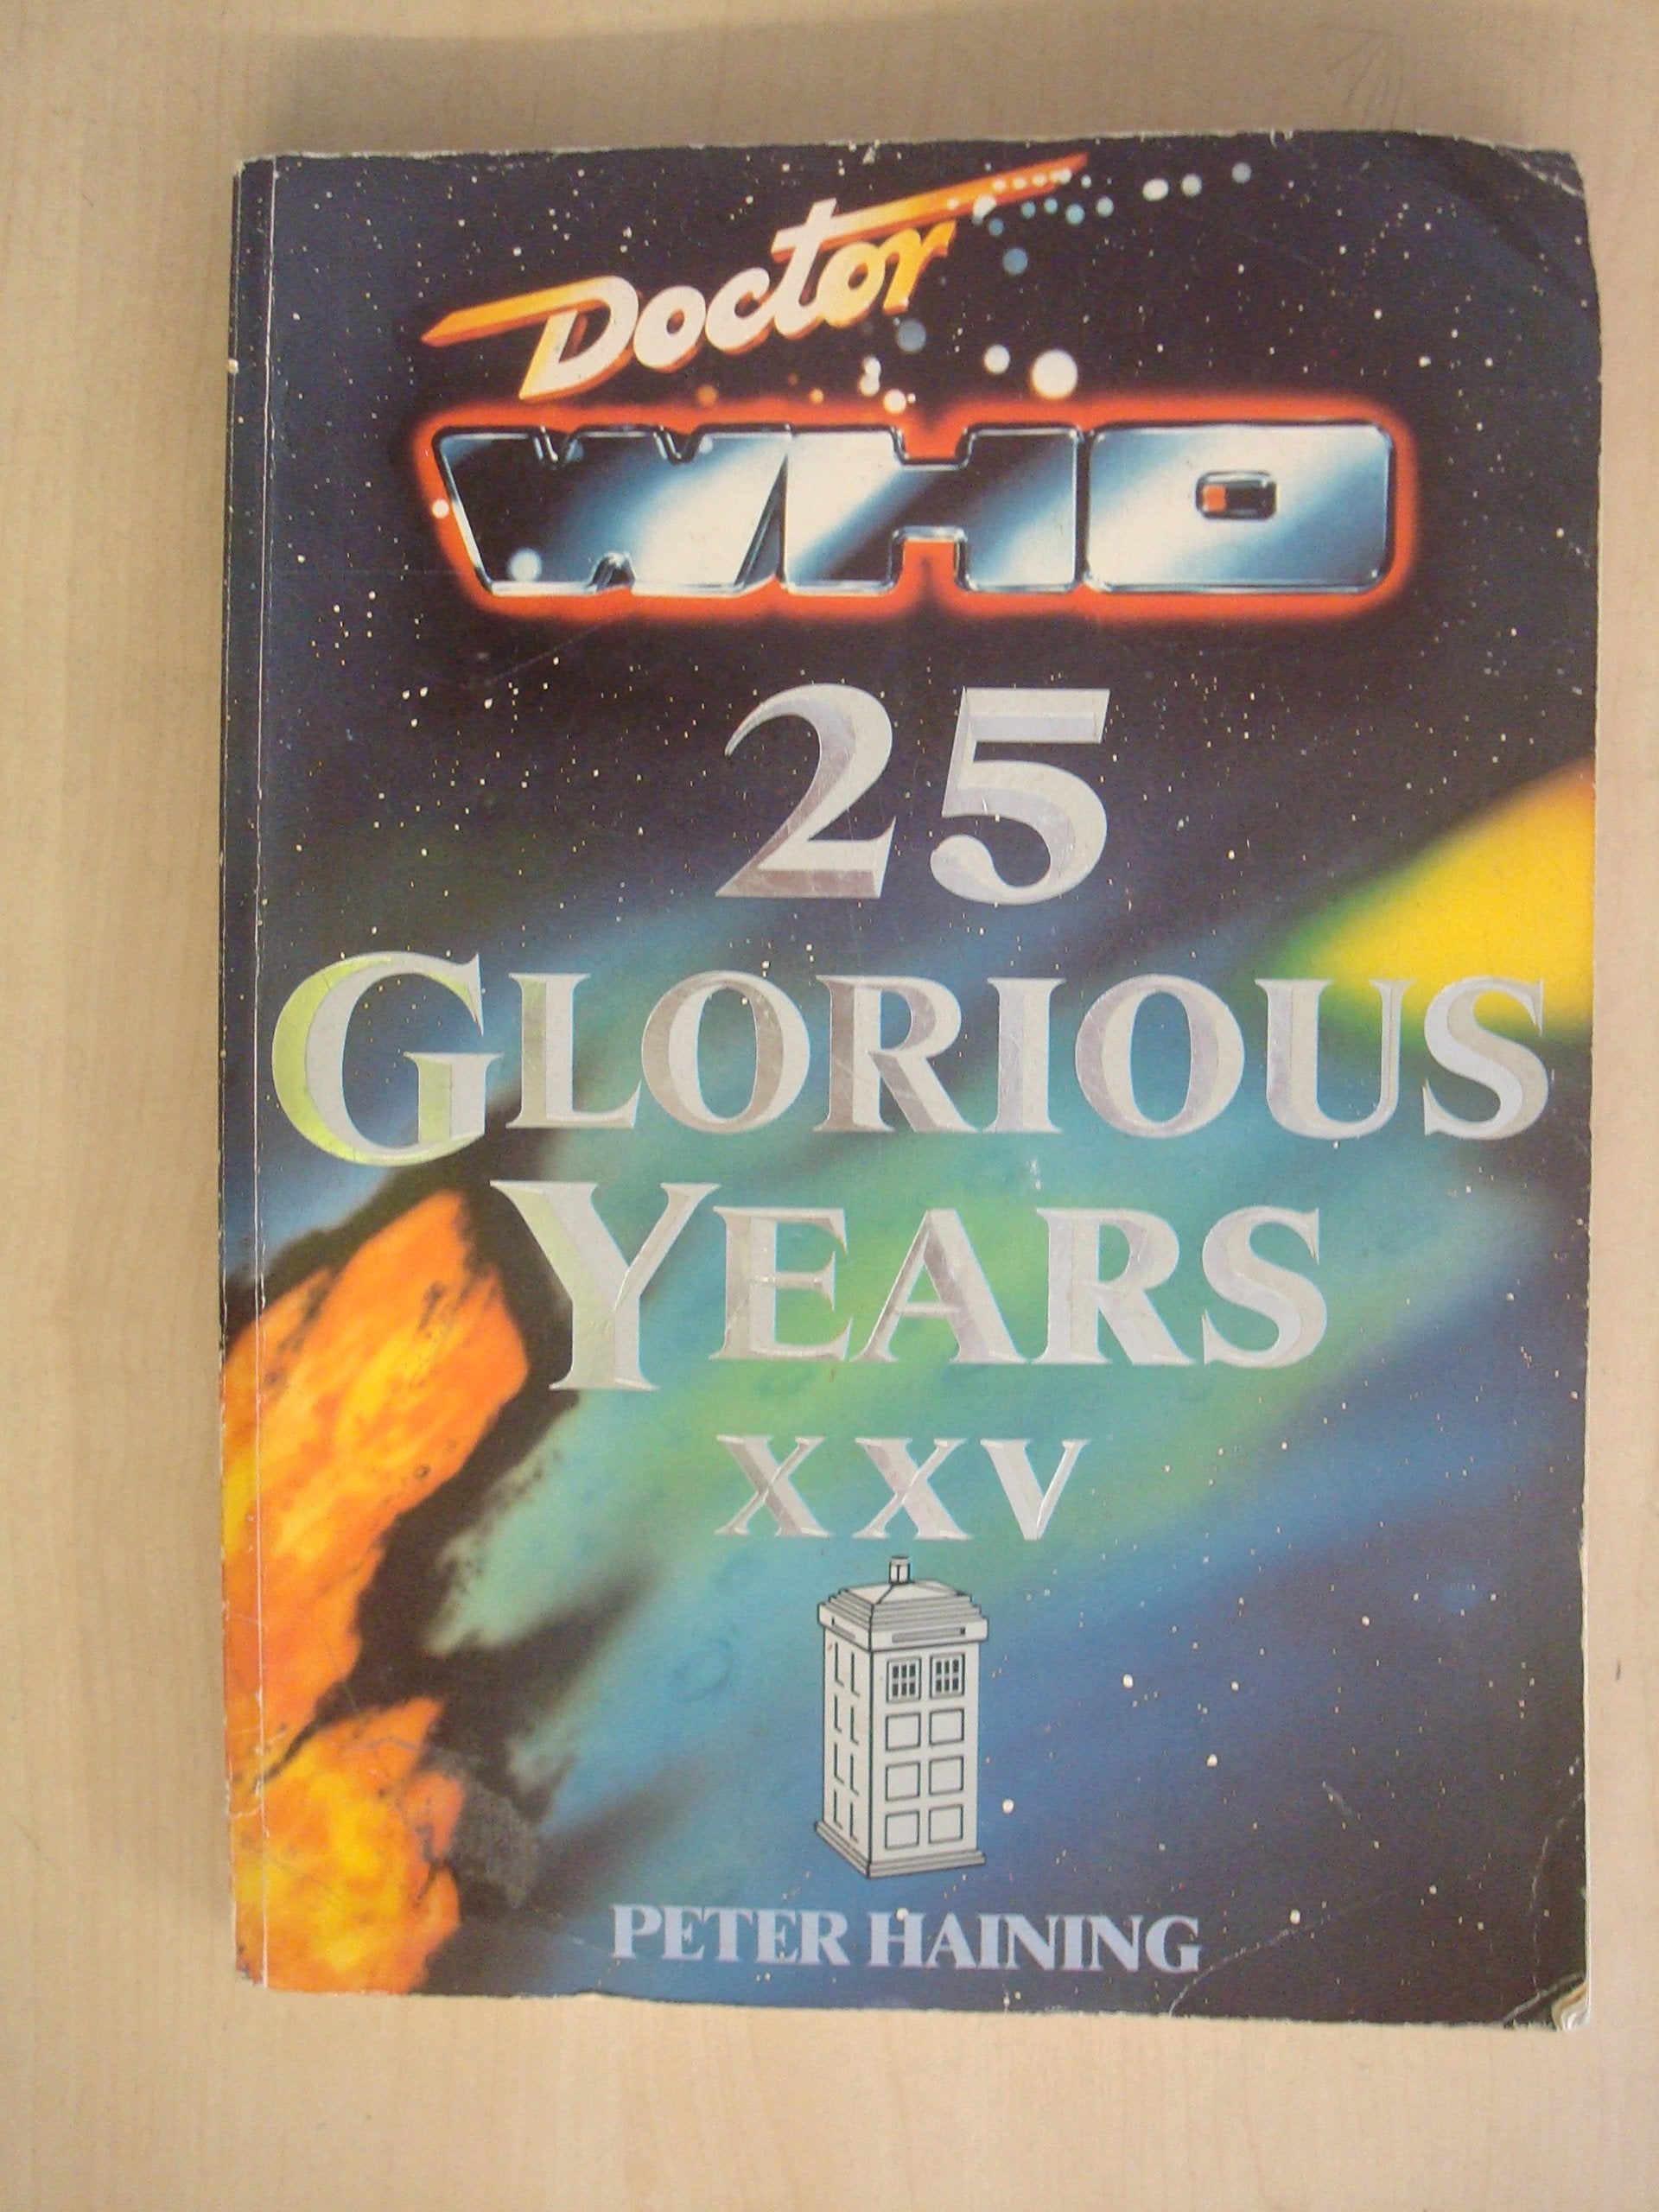 Doctor
WHO
25
GLORIOUS
YEARS
XXV
PETER HAINING